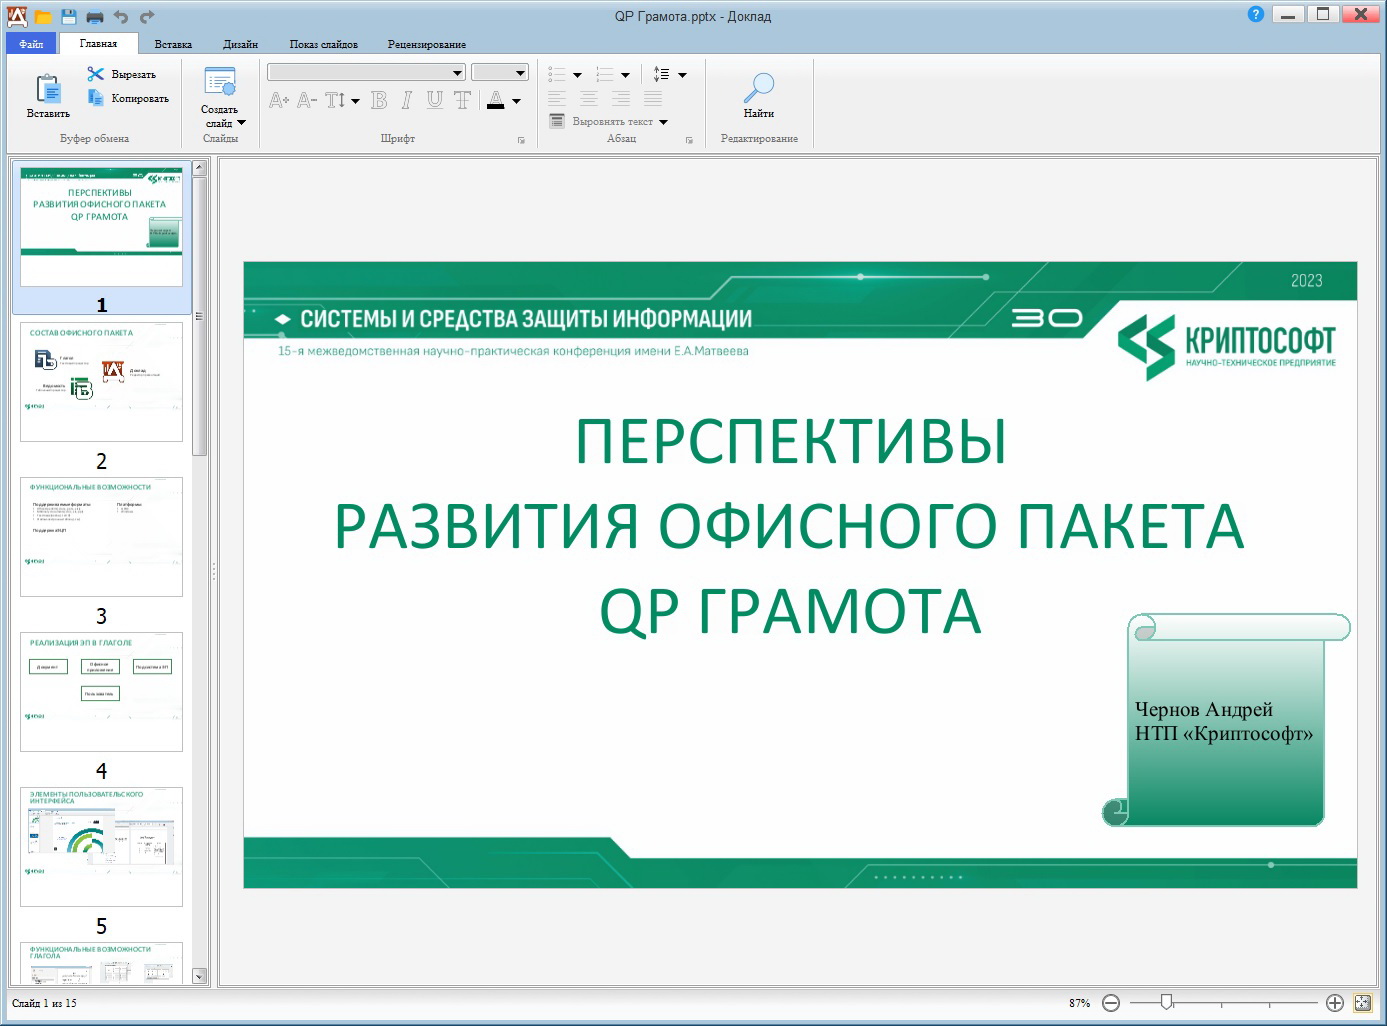 QP Грамота.pptx - Доклад
Файл
Главная
Вставка
Дизайн
Показ слайдов
Рецензирование
Вставить
Вырезать
Копировать
Буфер обмена
Создать
слайд
Слайды
Шрифт
Выровнять текст
Абзац
Найти
Редактирование
ПЕРСПЕКТИВЫ
РАЗВИТИЯ ОФИСНОГО ПАКЕТА
QP ГРАМОТА
1
СОСТАВ ОФИСНОГО ПАКЕТА
Глагол
Доклад
Ведомость
2
ФУНКЦИОНАЛЬНЫЕ ВОЗМОЖНОСТИ
3
РЕАЛИЗАЦИЯ ЭП В ГЛАГОЛЕ
Документ
4
ЭЛЕМЕНТЫ ПОЛЬЗОВАТЕЛЬСКОГО
ИНТЕРФЕЙСА
5
ФУНКЦИОНАЛЬНЫЕ ВОЗМОЖНОСТИ
ГЛАГОЛА
2023
СИСТЕМЫ И СРЕДСТВА ЗАЩИТЫ ИНФОРМАЦИИ
30
15-я межведомственная научно-практическая конференция имени Е.А.Матвеева
КРИПТОСОФТ
НАУЧНО-ТЕХНИЧЕСКОЕ ПРЕДПРИЯТИЕ
ПЕРСПЕКТИВЫ
РАЗВИТИЯ ОФИСНОГО ПАКЕТА
QP ГРАМОТА
Чернов Андрей
НТП «Криптософт»
Слайд 1 из 15
87%